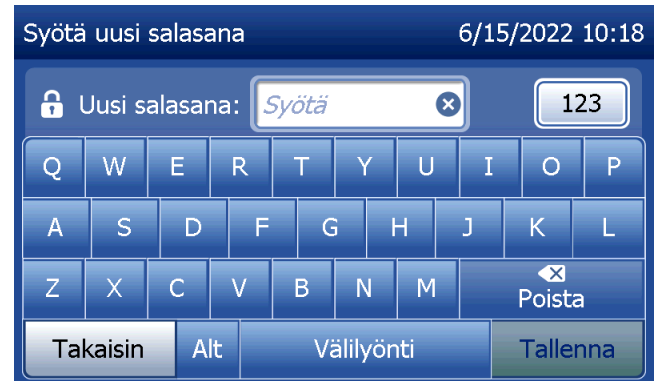 Syötä uusi salasana 6/15/2022 10:18
Uusi salasana: Syötä 123
Q W E R T Y U I O P
A S D F G H J K L
Z X C V B N M Poista
Takaisin Alt Välilyönti Tallenna